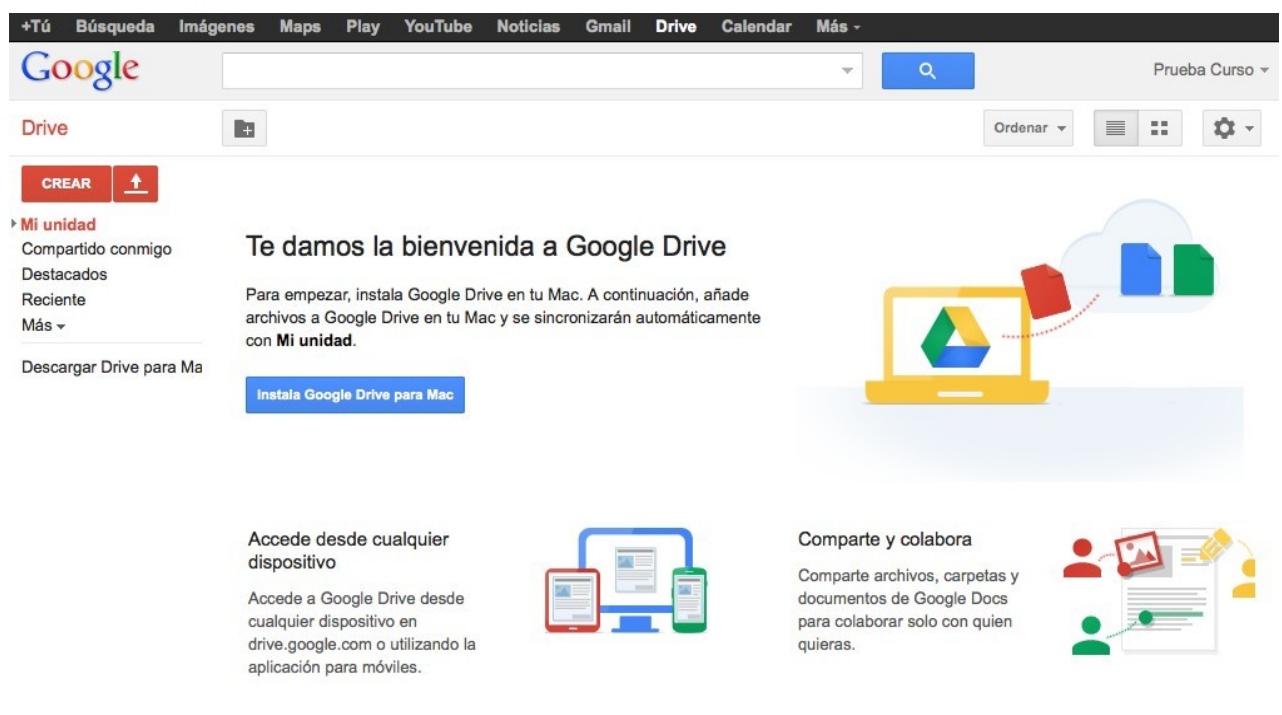 +Tú Búsqueda Imágenes Maps Play YouTube Noticias Gmail Drive Calendar Más
Google
Prueba Curso
Drive
Ordenar
CREAR
Mi unidad
Compartido conmigo
Destacados
Reciente
Más
Descargar Drive para Ma
Te damos la bienvenida a Google Drive
Para empezar, instala Google Drive en tu Mac. A continuación, añade
archivos a Google Drive en tu Mac y se sincronizarán automáticamente
con Mi unidad.
Instala Google Drive para Mac
Accede desde cualquier
dispositivo
Accede a Google Drive desde
cualquier dispositivo en
drive.google.com o utilizando la
aplicación para móviles.
Comparte y colabora
Comparte archivos, carpetas y
documentos de Google Docs
para colaborar solo con quien
quieras.